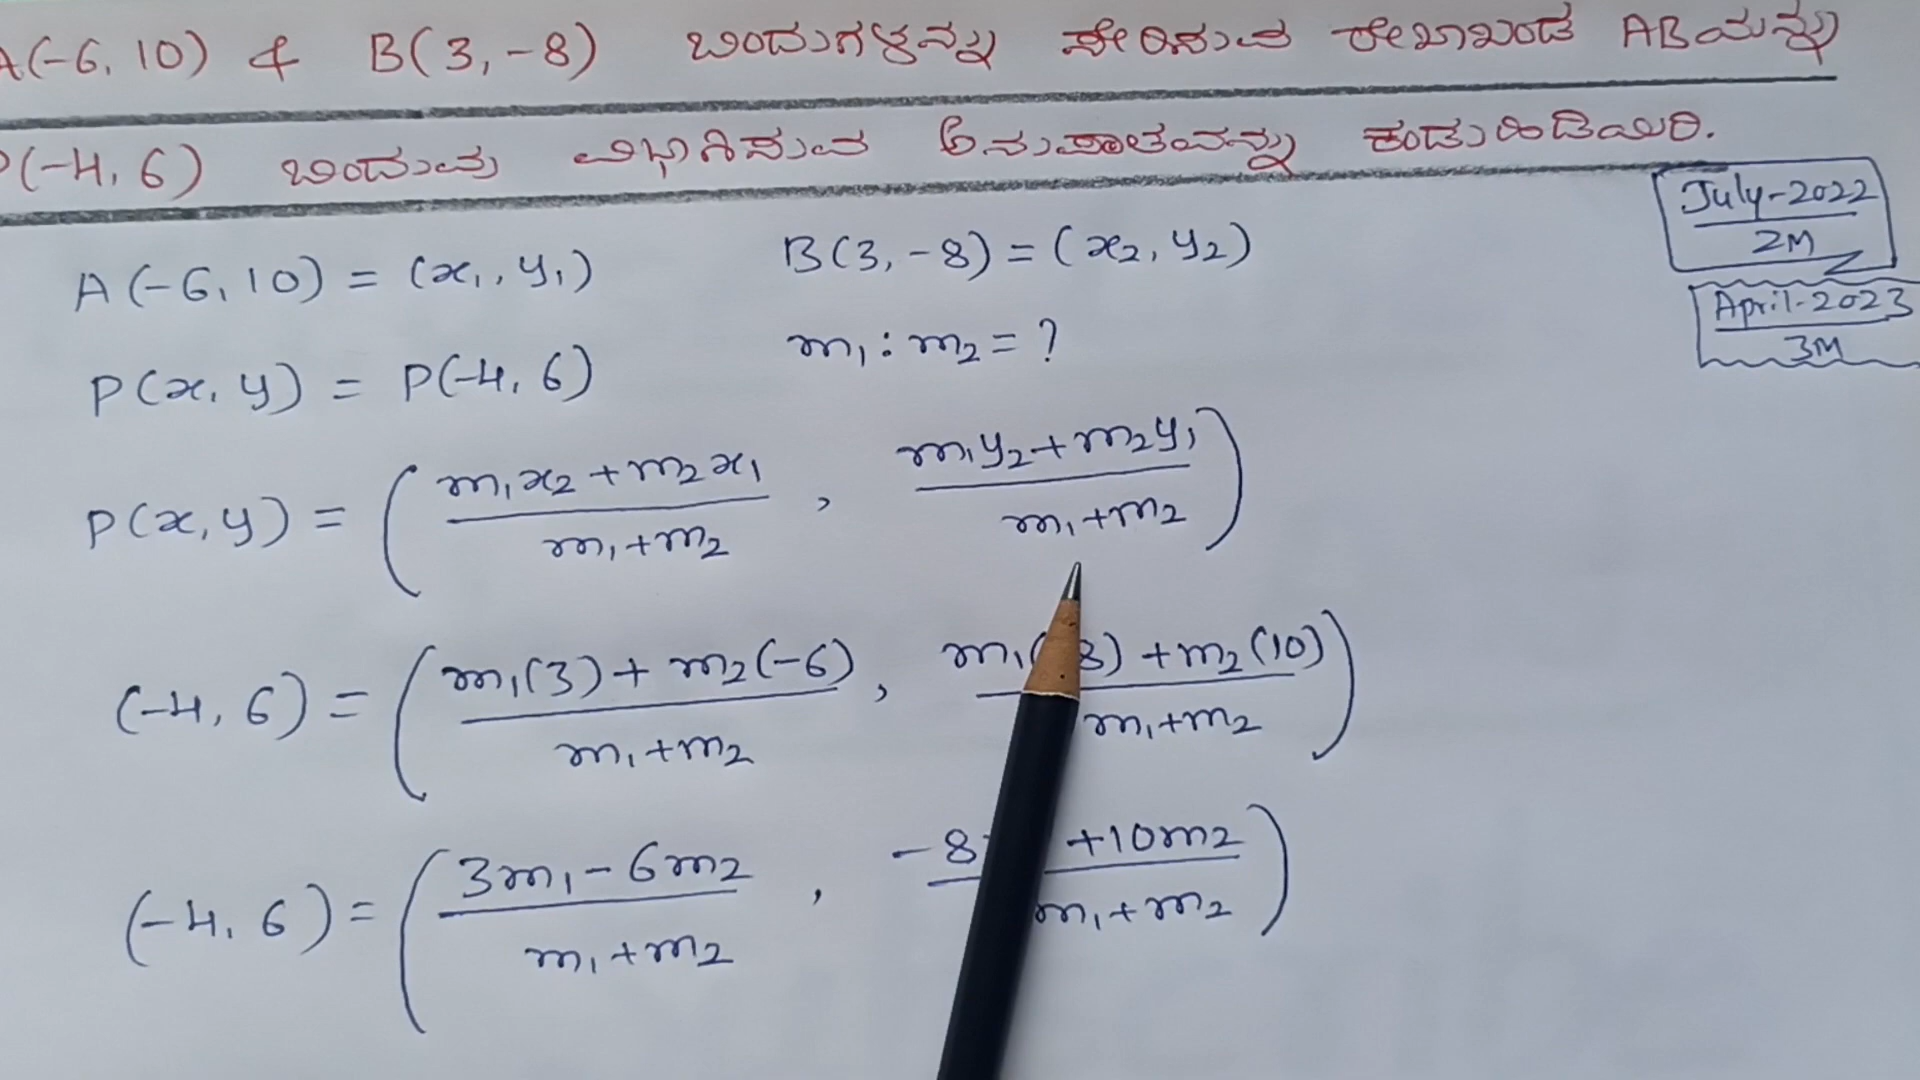 A(-6, 10) & B(3, -8) ಬಿಂದುಗಳನ್ನು ಸೇರಿಸುವ ರೇಖಾಖಂಡ ABಯನ್ನು
P(-4, 6) ಬಿಂದುವು ವಿಭಾಗಿಸುವ ಅನುಪಾತವನ್ನು ಕಂಡುಹಿಡಿಯಿರಿ.
July-2022
2M
April-2023
3M
A(-6, 10) = (x₁, y₁)
B(3, -8) = (x₂, y₂)
P(x, y) = P(-4, 6)
m₁ : m₂ = ?
P(x, y) = ( (m₁x₂ + m₂x₁)/(m₁+m₂) , (m₁y₂ + m₂y₁)/(m₁+m₂) )
(-4, 6) = ( (m₁(3) + m₂(-6))/(m₁+m₂) , (m₁( 8) + m₂(10))/(m₁+m₂) )
(-4, 6) = ( (3m₁ - 6m₂)/(m₁+m₂) , (-8 +10m₂)/(m₁+m₂) )